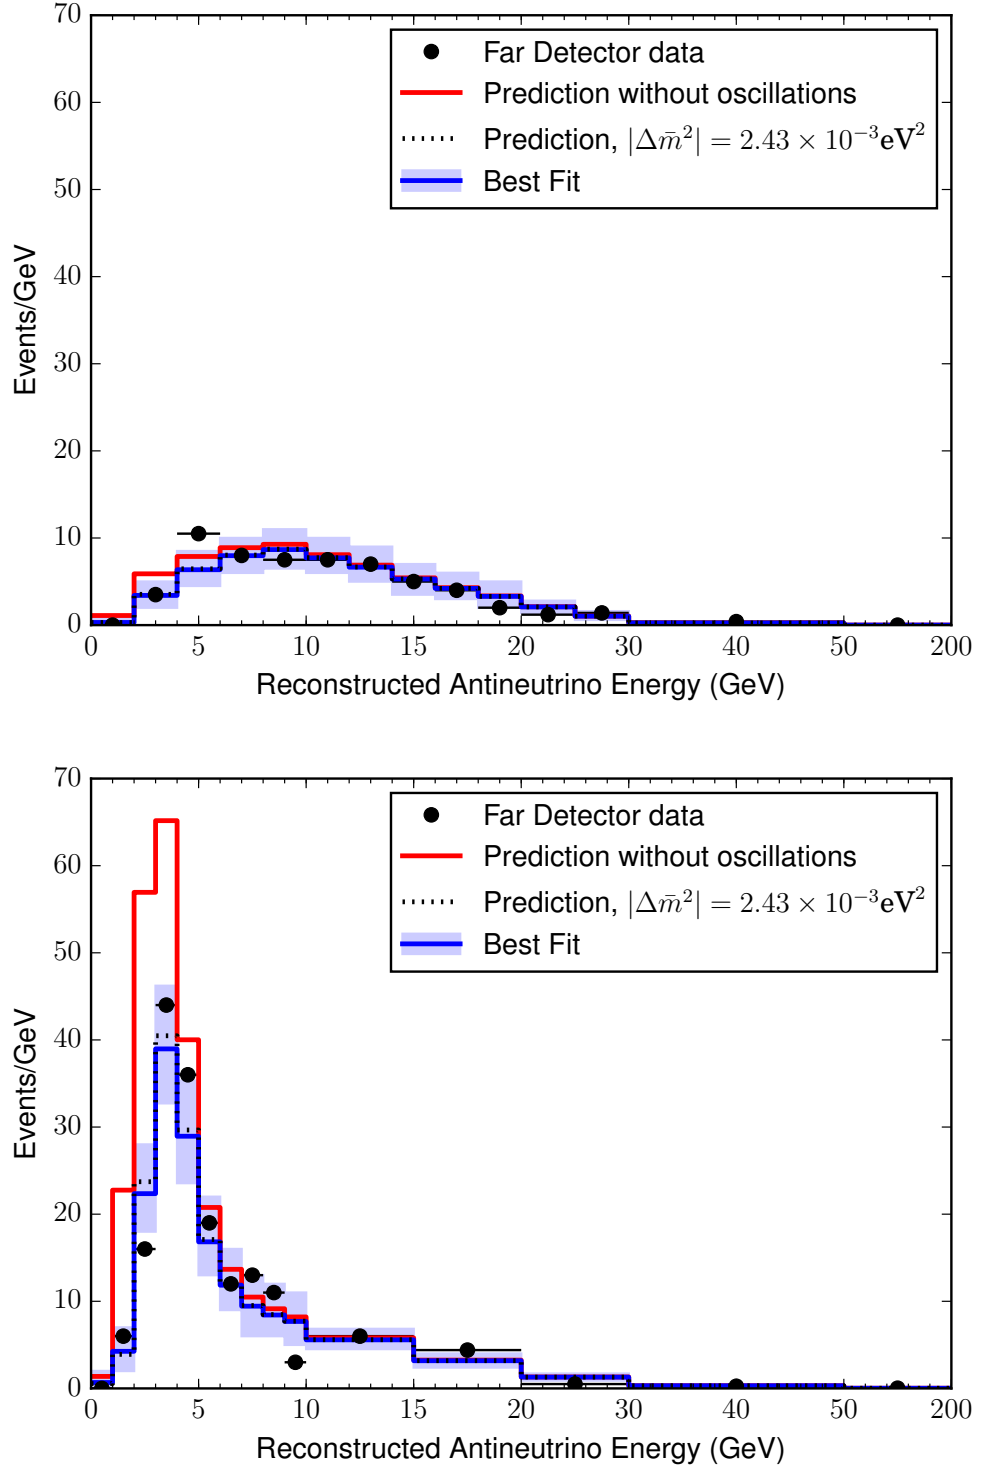 70
60
50
40
30
20
10
0
Events/GeV
Far Detector data
Prediction without oscillations
Prediction, |Δm̄²| = 2.43 × 10⁻³eV²
Best Fit
0 5 10 15 20 30 40 50 200
Reconstructed Antineutrino Energy (GeV)
70
60
50
40
30
20
10
0
Events/GeV
Far Detector data
Prediction without oscillations
Prediction, |Δm̄²| = 2.43 × 10⁻³eV²
Best Fit
0 5 10 15 20 30 40 50 200
Reconstructed Antineutrino Energy (GeV)